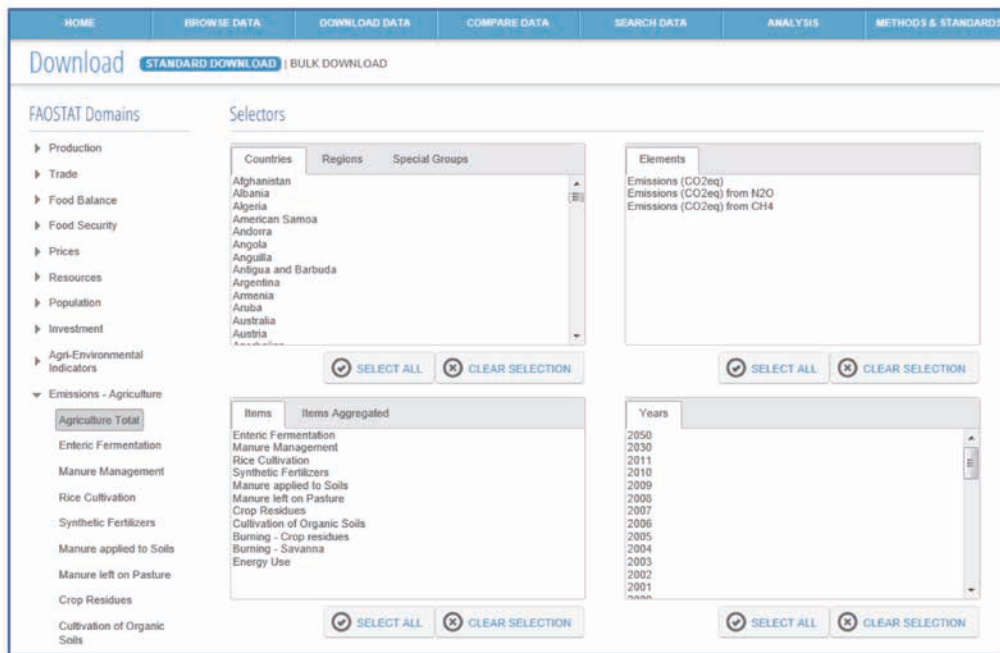 HOME BROWSE DATA DOWNLOAD DATA COMPARE DATA SEARCH DATA ANALYSIS METHODS & STANDARDS
Download STANDARD DOWNLOAD | BULK DOWNLOAD
FAOSTAT Domains
Production
Trade
Food Balance
Food Security
Prices
Resources
Population
Investment
Agri-Environmental
Indicators
Emissions - Agriculture
Agriculture Total
Enteric Fermentation
Manure Management
Rice Cultivation
Synthetic Fertilizers
Manure applied to Soils
Manure left on Pasture
Crop Residues
Cultivation of Organic
Soils
Selectors
Countries Regions Special Groups
Afghanistan
Albania
Algeria
American Samoa
Andorra
Angola
Anguilla
Antigua and Barbuda
Argentina
Armenia
Aruba
Australia
Austria
SELECT ALL CLEAR SELECTION
Elements
Emissions (CO2eq)
Emissions (CO2eq) from N2O
Emissions (CO2eq) from CH4
SELECT ALL CLEAR SELECTION
Items Items Aggregated
Enteric Fermentation
Manure Management
Rice Cultivation
Synthetic Fertilizers
Manure applied to Soils
Manure left on Pasture
Crop Residues
Cultivation of Organic Soils
Burning - Crop residues
Burning - Savanna
Energy Use
SELECT ALL CLEAR SELECTION
Years
2050
2030
2011
2010
2009
2008
2007
2006
2005
2004
2003
2002
2001
SELECT ALL CLEAR SELECTION